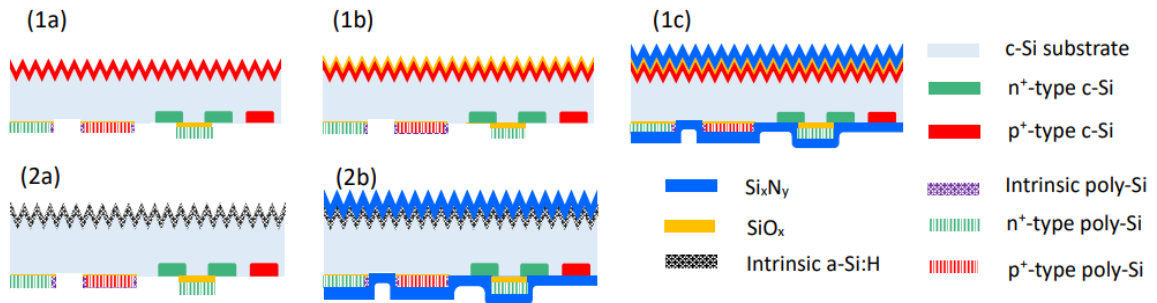 (1a)
(1b)
(1c)
c-Si substrate
n⁺-type c-Si
p⁺-type c-Si
(2a)
(2b)
SiₓNᵧ
SiOₓ
Intrinsic a-Si:H
Intrinsic poly-Si
n⁺-type poly-Si
p⁺-type poly-Si